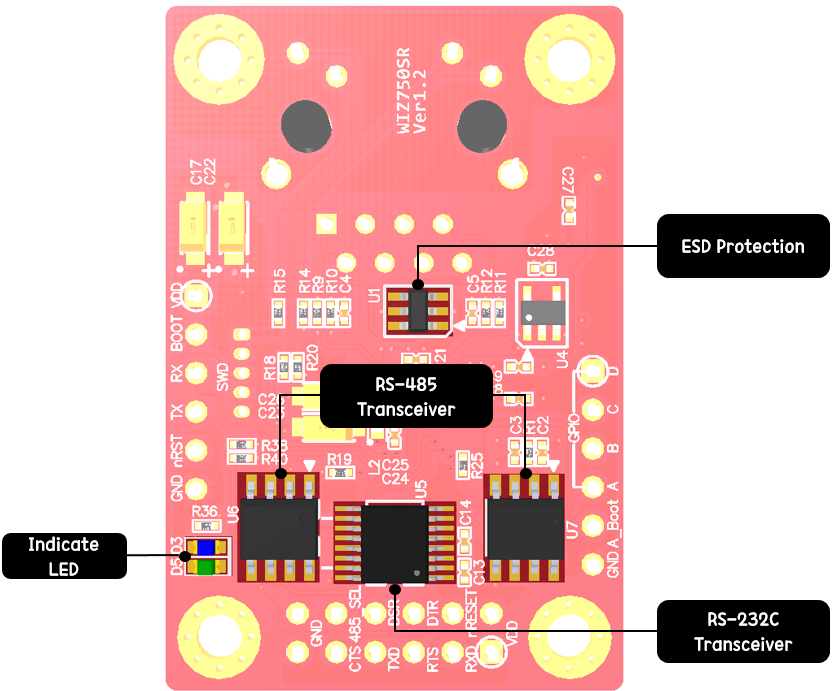 WIZ750SR
Ver1.2
C17
C22
C27
ESD Protection
C28
VDD
R15
R14
R9
R10
C4
U1
C5
R12
R11
BOOT
U4
RX
SWD
R18
R20
21
D
RS-485
Transceiver
TX
C26
C23
C
GPIO
nRST
R38
R40
C3
R1
C2
B
GND
R19
L2
C25
C24
R25
A
U5
R36
U6
C14
U7
A_Boot
Indicate
LED
D3
D5
C13
GND
485_SEL
DSR
DTR
nRESET
GND
CTS
TXD
RTS
RXD
VDD
RS-232C
Transceiver